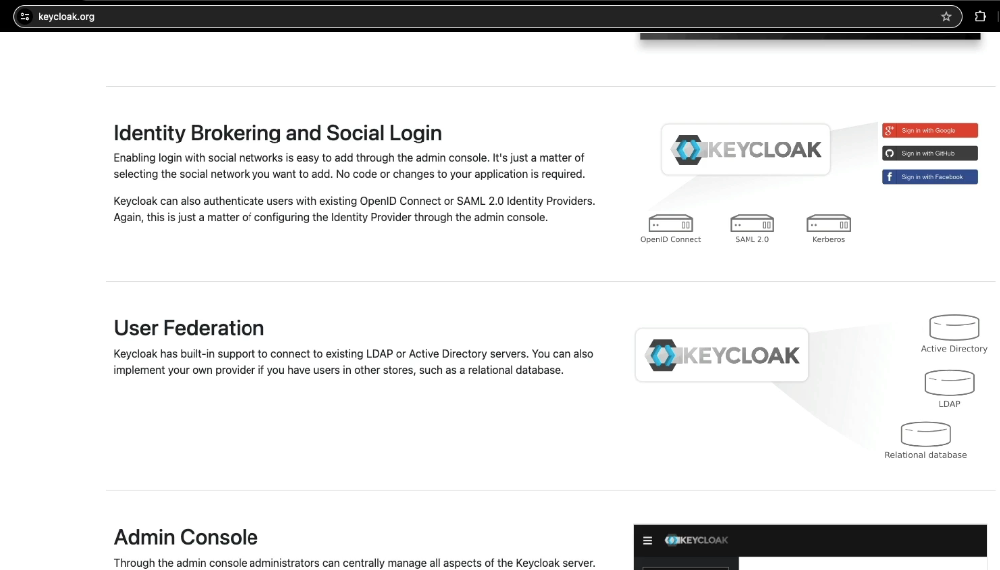 keycloak.org
Identity Brokering and Social Login
Enabling login with social networks is easy to add through the admin console. It's just a matter of
selecting the social network you want to add. No code or changes to your application is required.
Keycloak can also authenticate users with existing OpenID Connect or SAML 2.0 Identity Providers.
Again, this is just a matter of configuring the Identity Provider through the admin console.
KEYCLOAK
Sign in with Google
Sign in with GitHub
Sign in with Facebook
OpenID Connect
SAML 2.0
Kerberos
User Federation
Keycloak has built-in support to connect to existing LDAP or Active Directory servers. You can also
implement your own provider if you have users in other stores, such as a relational database.
KEYCLOAK
Active Directory
LDAP
Relational database
Admin Console
Through the admin console administrators can centrally manage all aspects of the Keycloak server.
KEYCLOAK